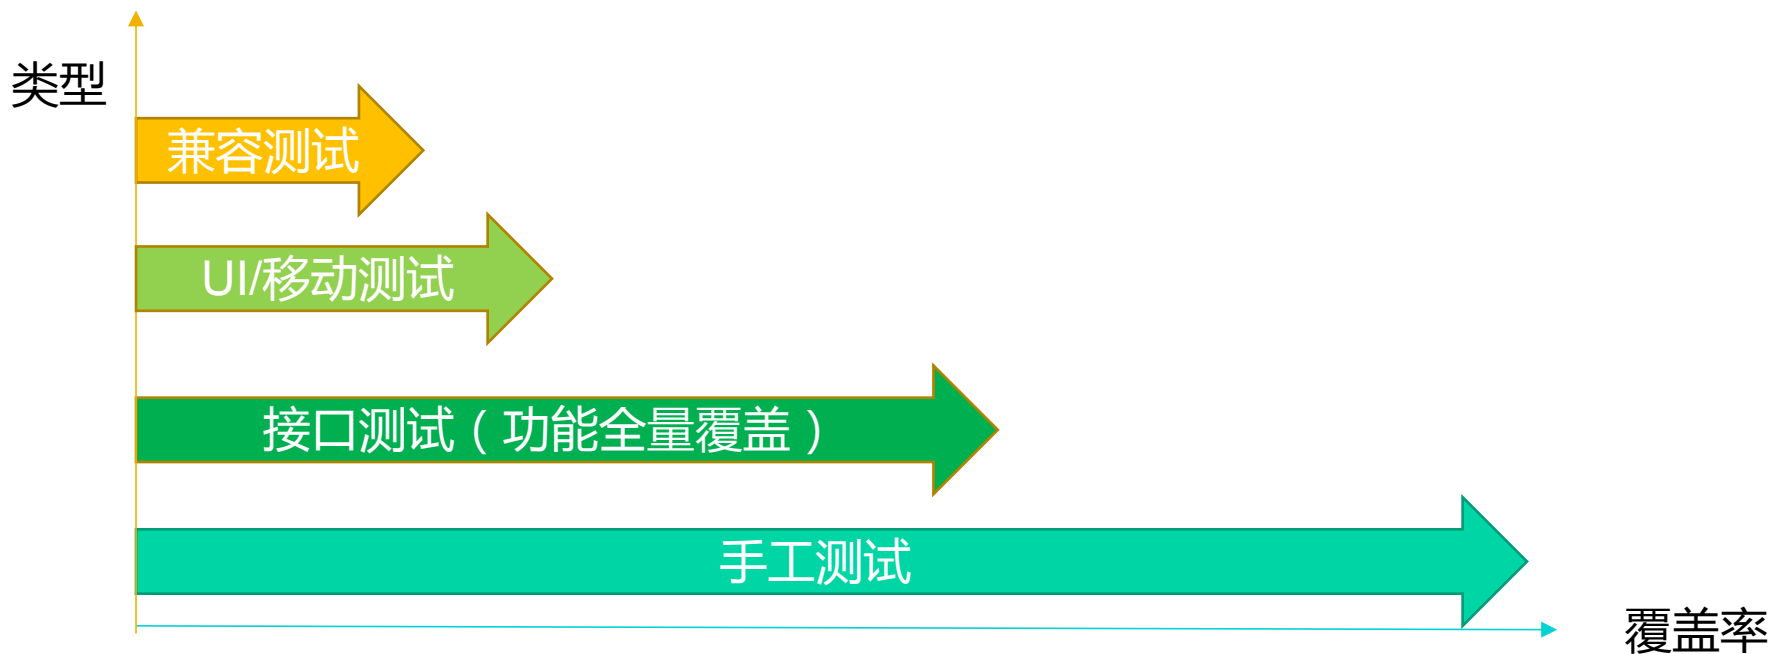 类型
兼容测试
UI/移动测试
接口测试（功能全量覆盖）
手工测试
覆盖率